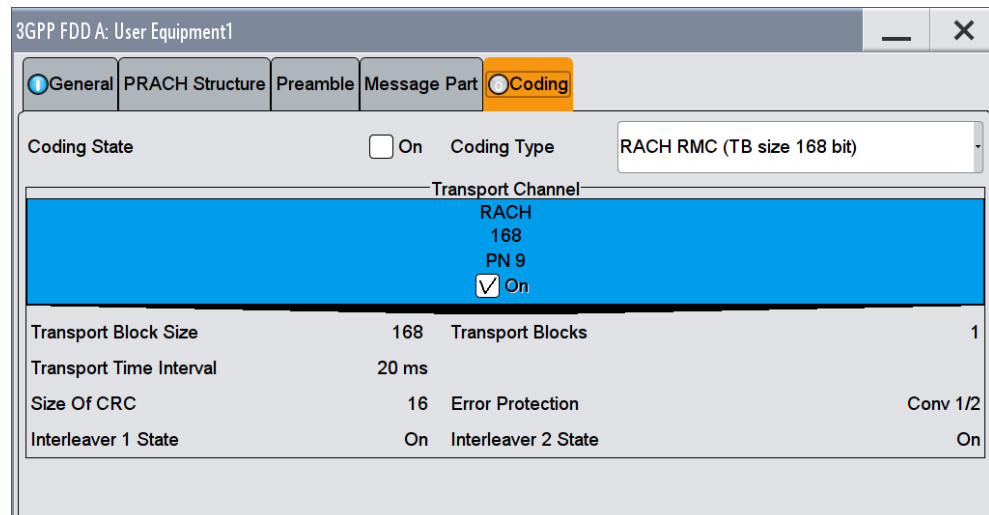 3GPP FDD A: User Equipment1
General PRACH Structure Preamble Message Part Coding
Coding State On Coding Type RACH RMC (TB size 168 bit)
Transport Channel
RACH
168
PN 9
On
Transport Block Size 168 Transport Blocks 1
Transport Time Interval 20 ms
Size Of CRC 16 Error Protection Conv 1/2
Interleaver 1 State On Interleaver 2 State On